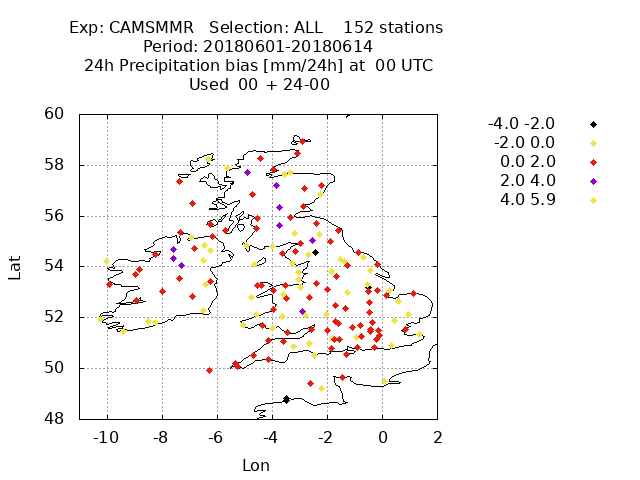 Exp: CAMSMMR Selection: ALL 152 stations
Period: 20180601-20180614
24h Precipitation bias [mm/24h] at 00 UTC
Used 00 + 24-00
60
58
56
54
52
50
48
-10 -8 -6 -4 -2 0 2
Lat
Lon
-4.0 -2.0
-2.0 0.0
0.0 2.0
2.0 4.0
4.0 5.9